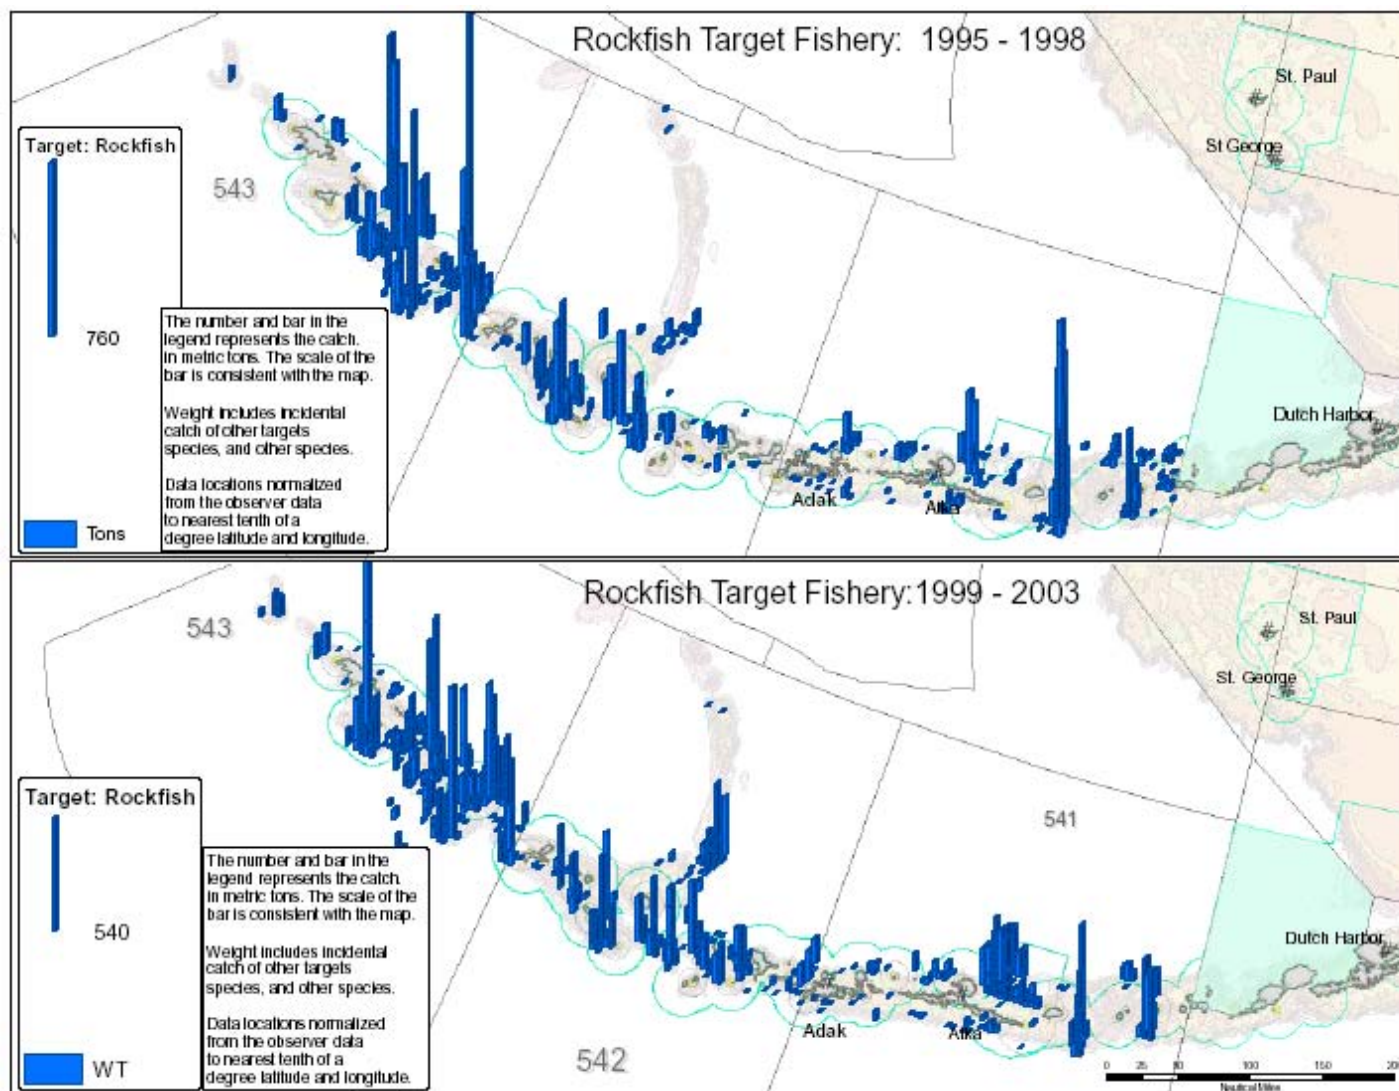 Rockfish Target Fishery: 1995 - 1998
St. Paul
St George
Target: Rockfish
543
760
The number and bar in the
legend represents the catch.
in metric tons. The scale of the
bar is consistent with the map.
Weight includes incidental
catch of other targets
species, and other species.
Data locations normalized
from the observer data
to nearest tenth of a
degree latitude and longitude.
Tons
Dutch Harbor
Adak
Atka
Rockfish Target Fishery:1999 - 2003
543
St. Paul
St. George
Target: Rockfish
540
541
The number and bar in the
legend represents the catch.
in metric tons. The scale of the
bar is consistent with the map.
Weight includes incidental
catch of other targets
species, and other species.
Data locations normalized
from the observer data
to nearest tenth of a
degree latitude and longitude.
WT
Dutch Harbor
Adak
Atka
542
0 25 50 100 150 200
Nautical Miles